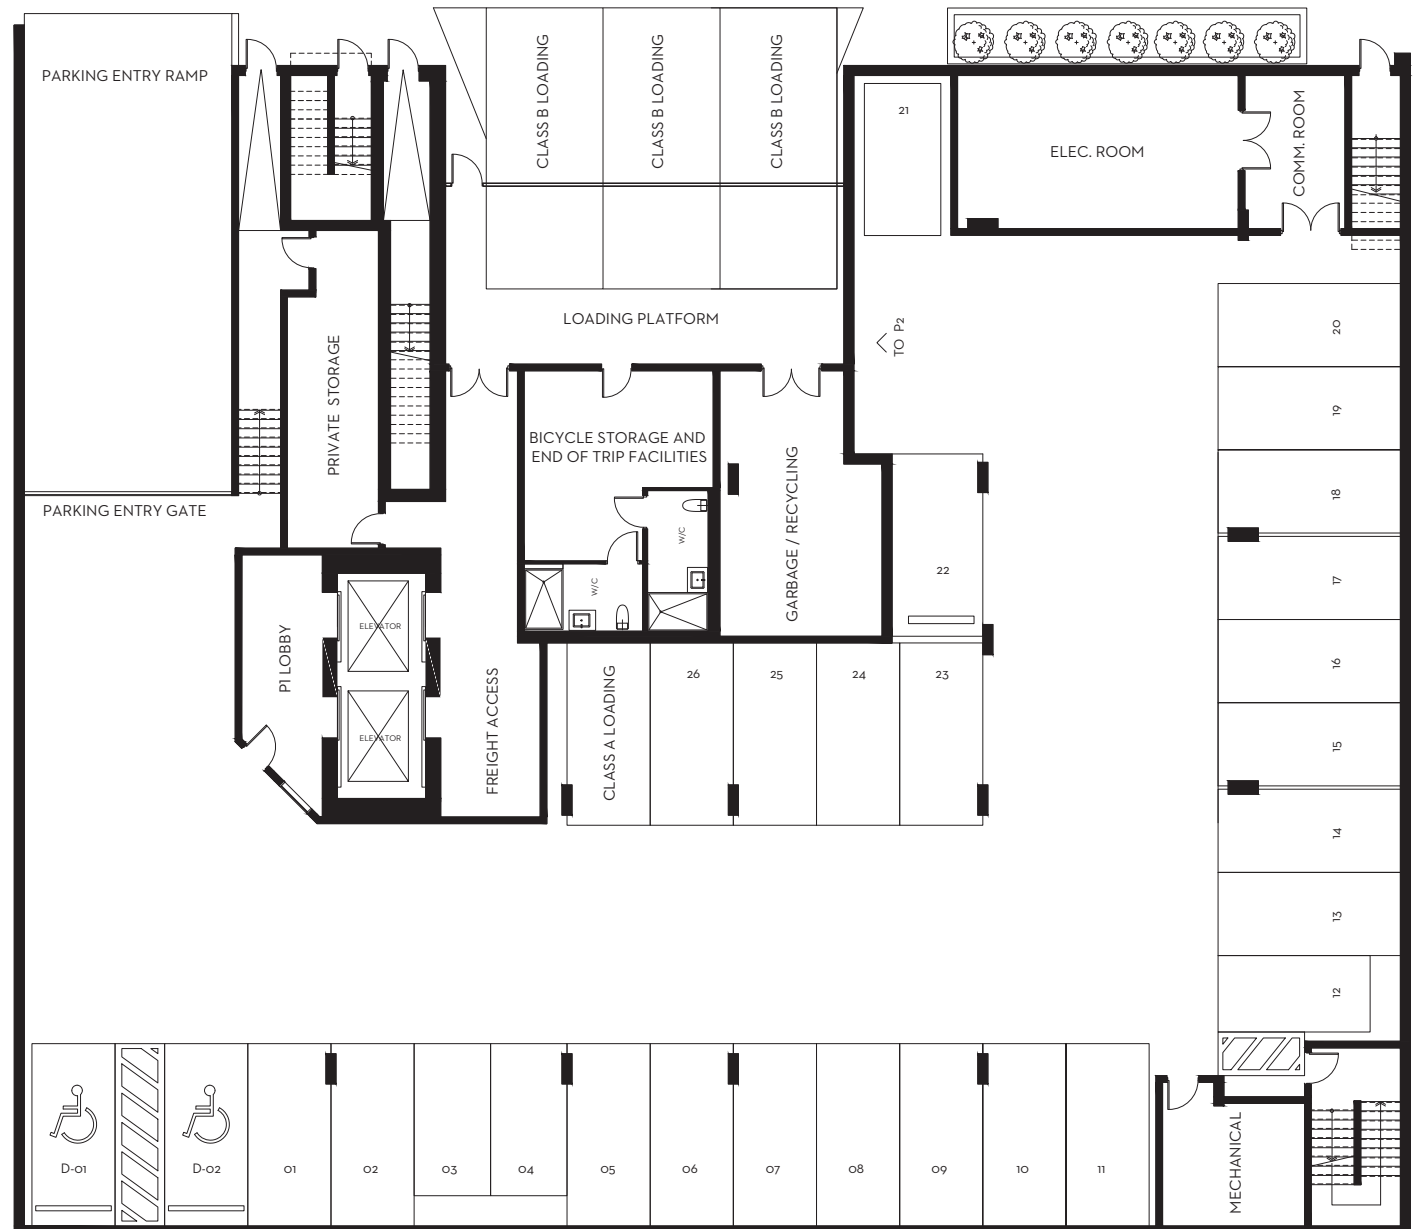 PARKING ENTRY RAMP
CLASS B LOADING
CLASS B LOADING
CLASS B LOADING
21
ELEC. ROOM
COMM. ROOM
LOADING PLATFORM
TO P2
20
PRIVATE STORAGE
19
BICYCLE STORAGE AND
END OF TRIP FACILITIES
GARBAGE / RECYCLING
18
PARKING ENTRY GATE
W/C
W/C
22
17
ELEVATOR
P1 LOBBY
16
FREIGHT ACCESS
CLASS A LOADING
26
25
24
23
ELEVATOR
15
14
13
12
MECHANICAL
D-01
D-02
01
02
03
04
05
06
07
08
09
10
11